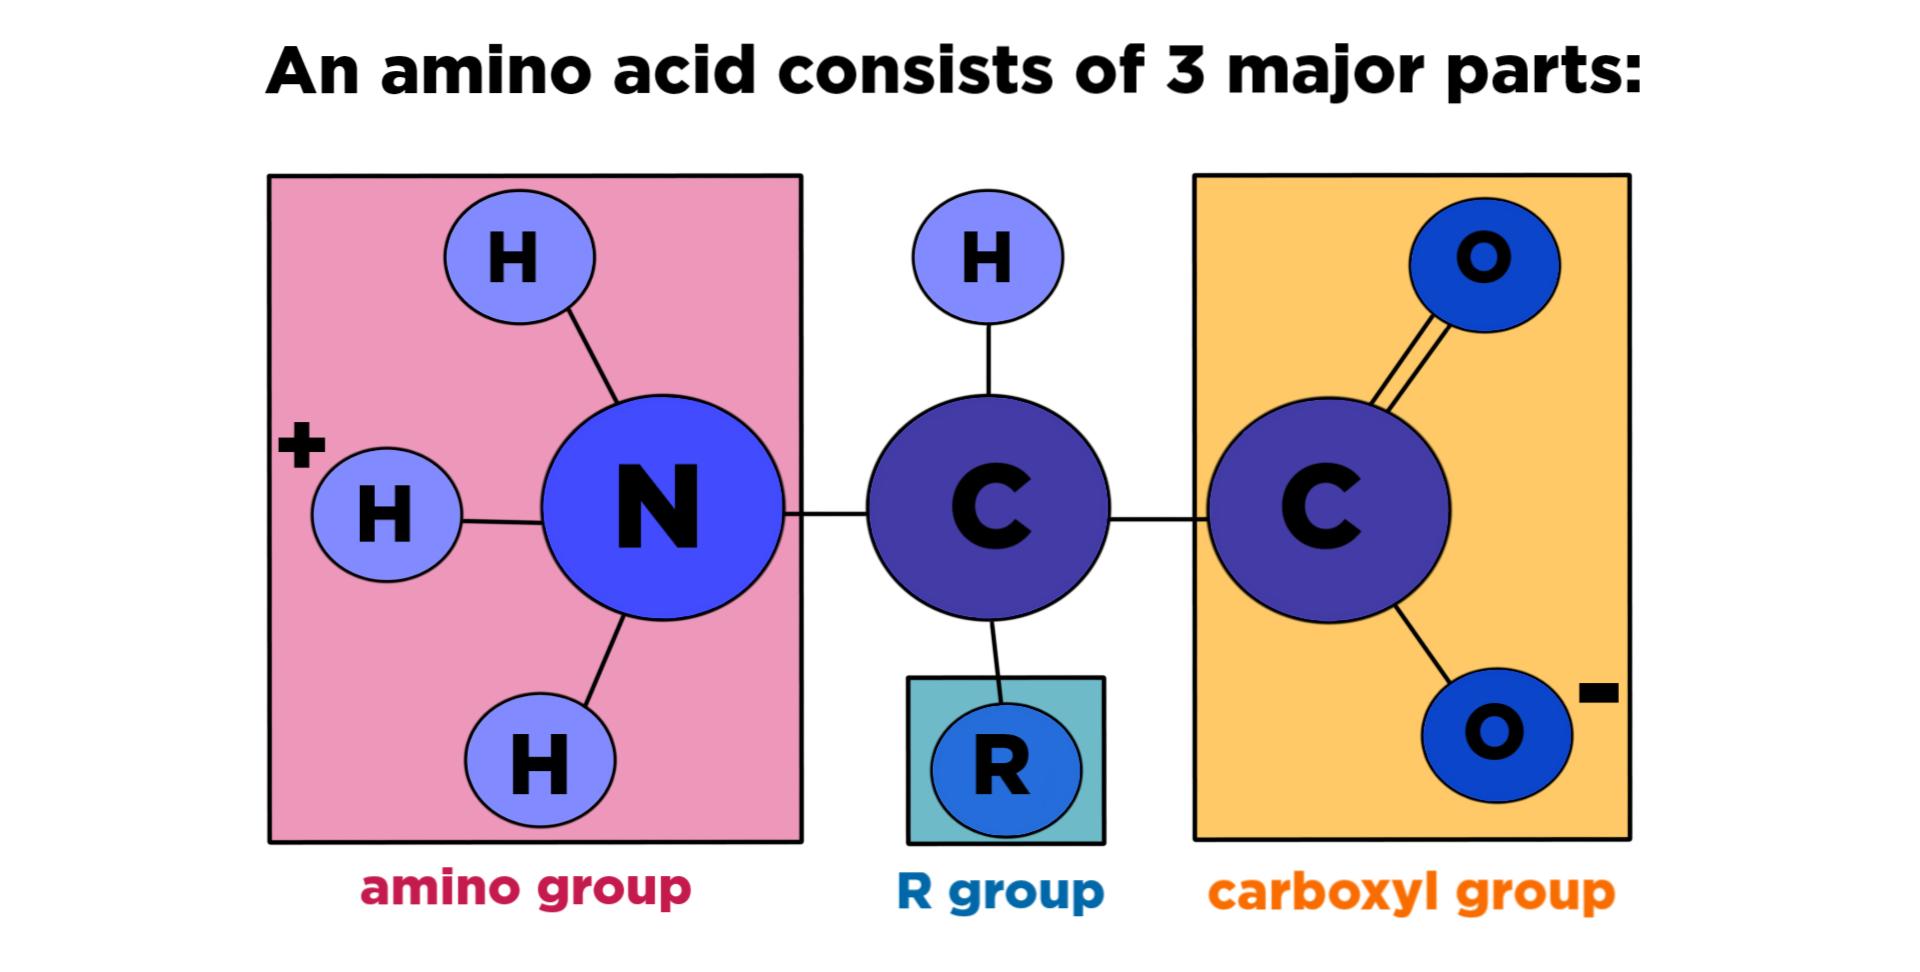 An amino acid consists of 3 major parts:
H H O
+
H N C C
-
H R O
amino group R group carboxyl group